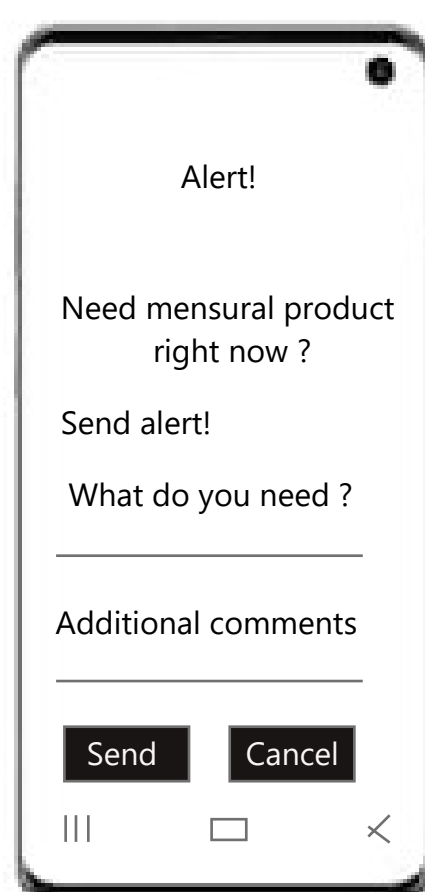 Alert!
Need mensural product
right now ?
Send alert!
What do you need ?
Additional comments
Send
Cancel